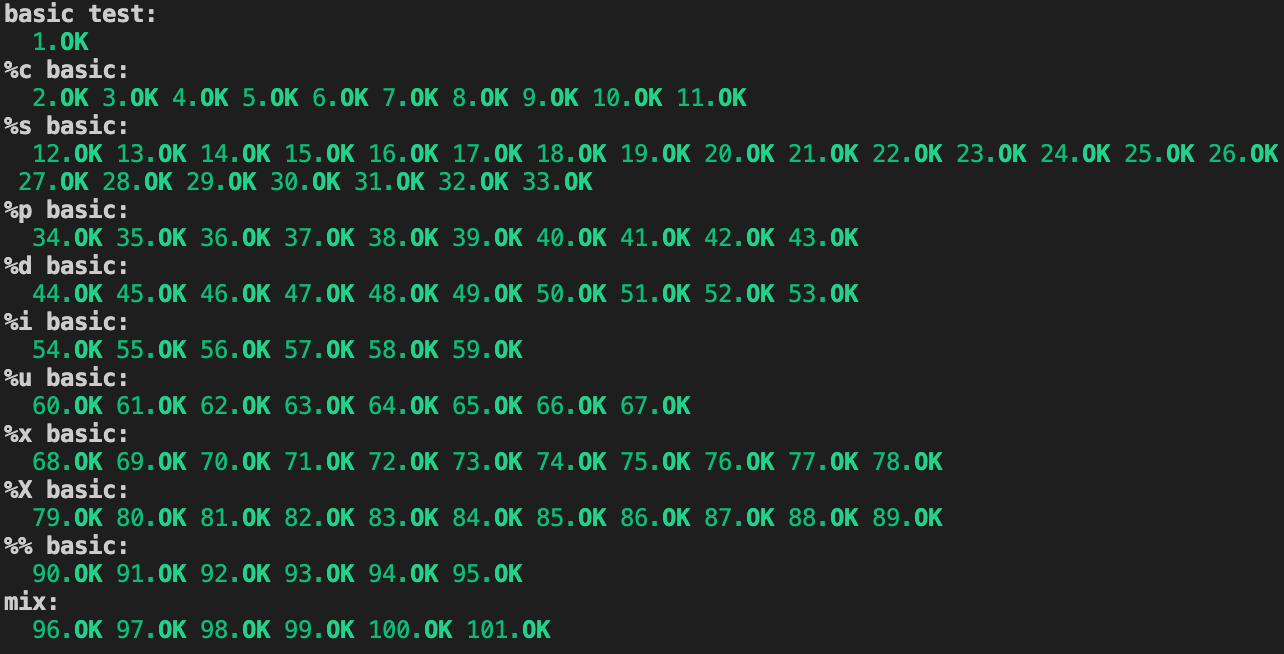 basic test:
1.OK
%c basic:
2.OK 3.OK 4.OK 5.OK 6.OK 7.OK 8.OK 9.OK 10.OK 11.OK
%s basic:
12.OK 13.OK 14.OK 15.OK 16.OK 17.OK 18.OK 19.OK 20.OK 21.OK 22.OK 23.OK 24.OK 25.OK 26.OK
27.OK 28.OK 29.OK 30.OK 31.OK 32.OK 33.OK
%p basic:
34.OK 35.OK 36.OK 37.OK 38.OK 39.OK 40.OK 41.OK 42.OK 43.OK
%d basic:
44.OK 45.OK 46.OK 47.OK 48.OK 49.OK 50.OK 51.OK 52.OK 53.OK
%i basic:
54.OK 55.OK 56.OK 57.OK 58.OK 59.OK
%u basic:
60.OK 61.OK 62.OK 63.OK 64.OK 65.OK 66.OK 67.OK
%x basic:
68.OK 69.OK 70.OK 71.OK 72.OK 73.OK 74.OK 75.OK 76.OK 77.OK 78.OK
%X basic:
79.OK 80.OK 81.OK 82.OK 83.OK 84.OK 85.OK 86.OK 87.OK 88.OK 89.OK
%% basic:
90.OK 91.OK 92.OK 93.OK 94.OK 95.OK
mix:
96.OK 97.OK 98.OK 99.OK 100.OK 101.OK